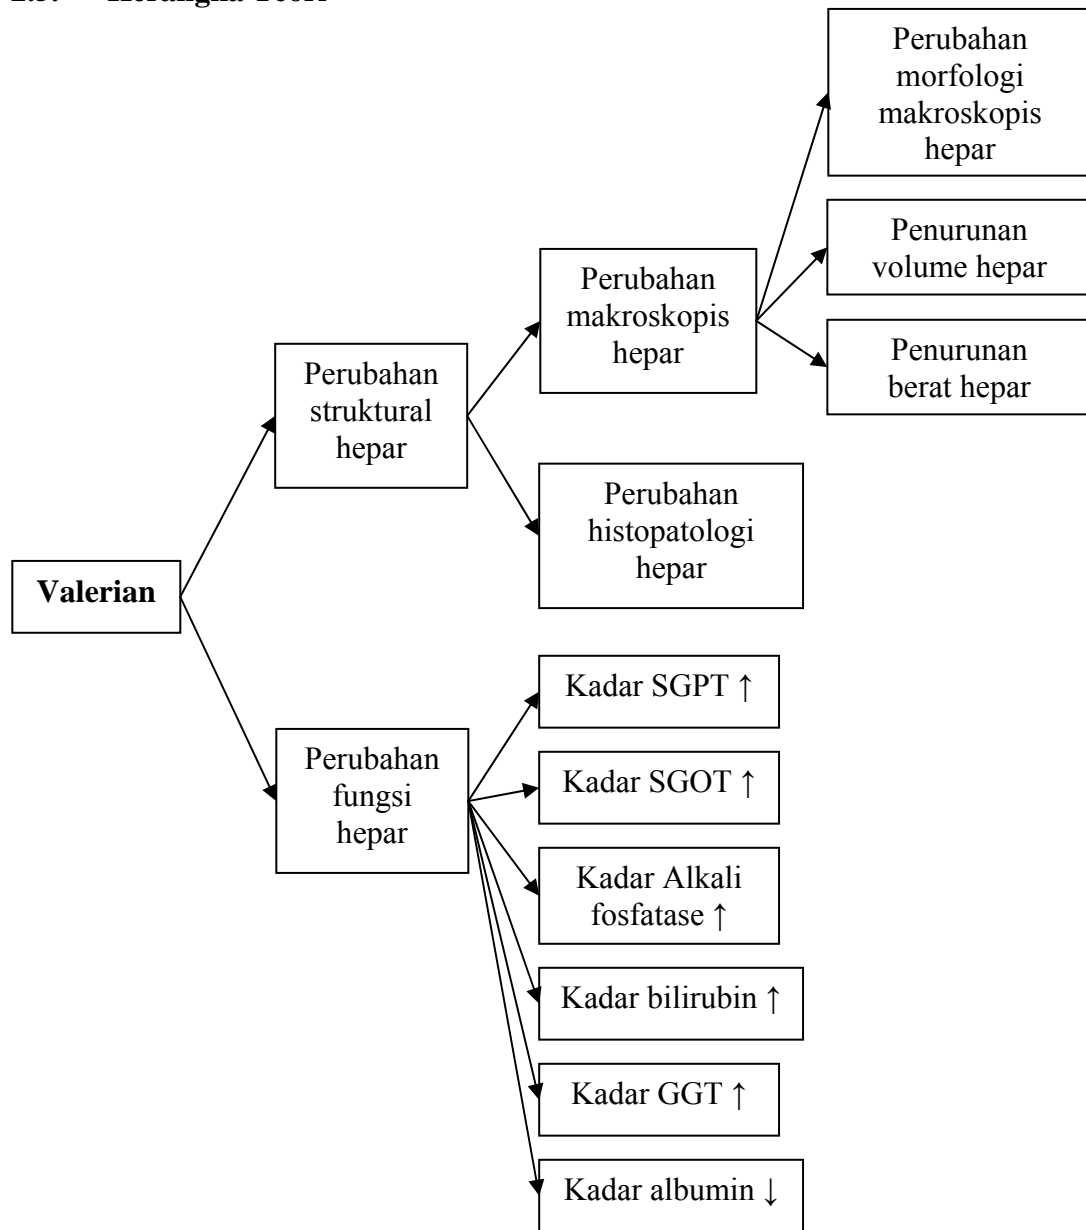 Perubahan
morfologi
makroskopis
hepar
Penurunan
volume hepar
Perubahan
makroskopis
hepar
Penurunan
berat hepar
Perubahan
struktural
hepar
Perubahan
histopatologi
hepar
Valerian
Kadar SGPT ↑
Perubahan
fungsi
hepar
Kadar SGOT ↑
Kadar Alkali
fosfatase ↑
Kadar bilirubin ↑
Kadar GGT ↑
Kadar albumin ↓